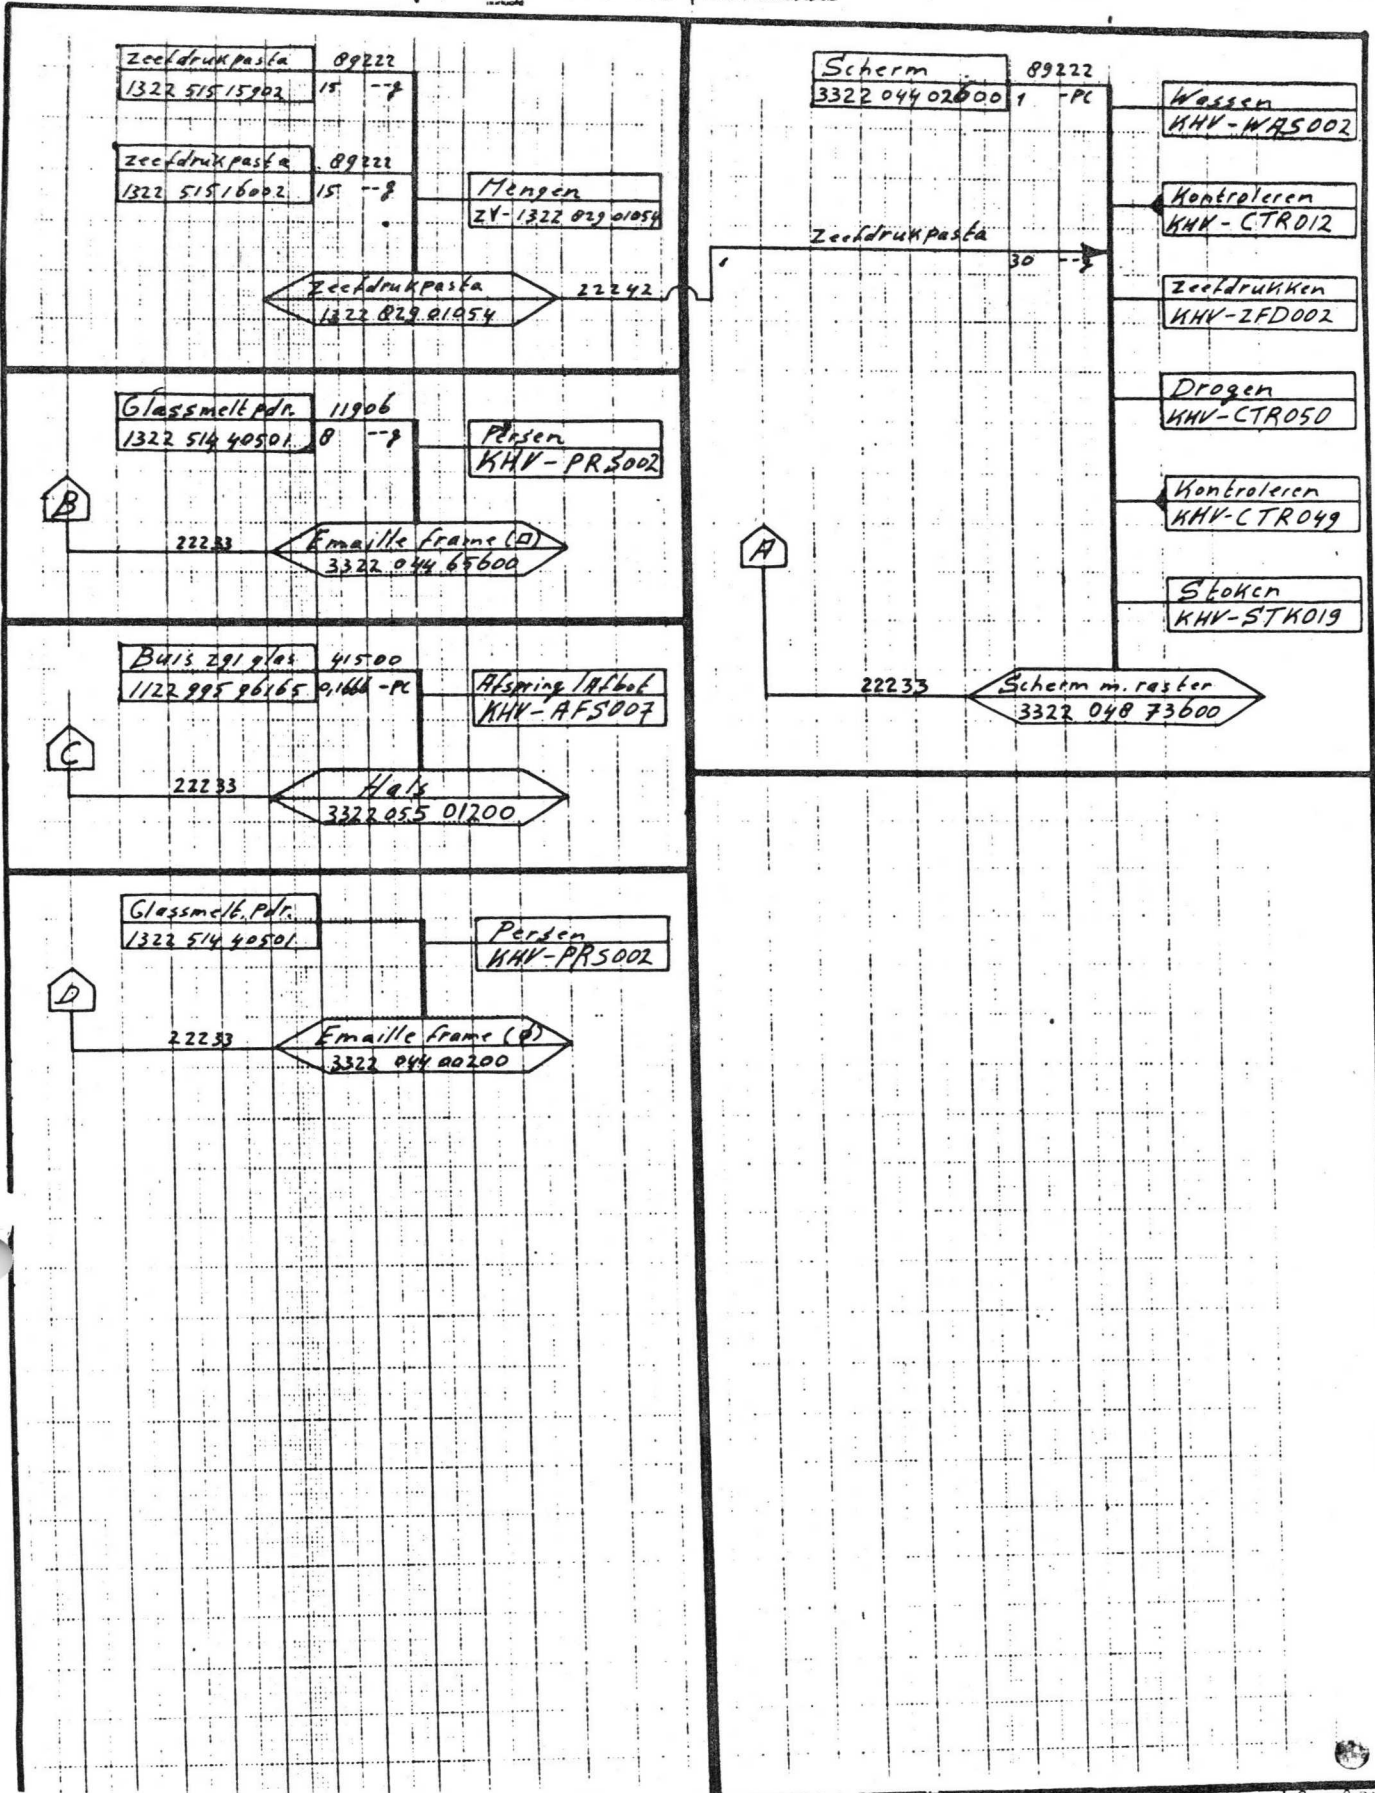 Zeefdrukpasta 89222
1322 515 15902 15 --g
Zeefdrukpasta 89222
1322 515 16002 15 --g
Mengen
ZV-1322 829 01054
Zeefdrukpasta 22242
1322 829 01054
Glassmelt pdr. 11906
1322 514 40501 8 --g
Persen
KHV-PRS002
B
22233 Emaille frame (□)
3322 044 65600
Buis 291 glas 41500
1122 995 96165 0,1666 -PC
Afspring/Afbot
KHV-AFS007
C
22233 Hals
3322 055 01200
Glassmelt. Pdr.
1322 514 40501
Persen
KHV-PRS002
D
22233 Emaille frame (ø)
3322 044 00200
Scherm 89222
3322 044 02600 1 -PC
Wassen
KHV-WAS002
Kontroleren
KHV-CTR012
Zeefdrukpasta
30 --g
Zeefdrukken
KHV-ZFD002
Drogen
KHV-CTR050
Kontroleren
KHV-CTR049
A
Stoken
KHV-STK019
22233 Scherm m. raster
3322 048 73600